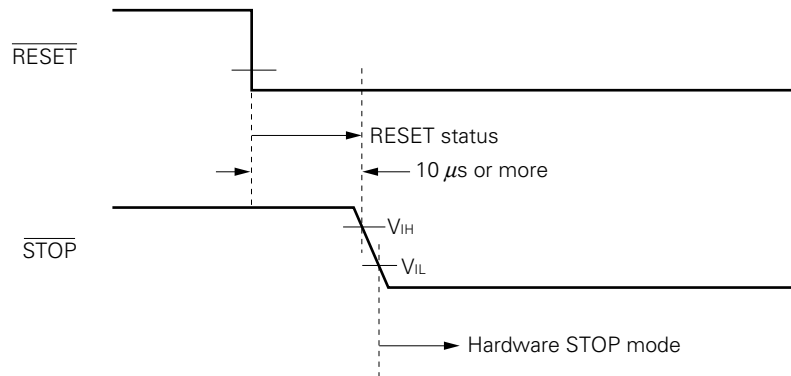 RESET
RESET status
10 μs or more
STOP
VIH
VIL
Hardware STOP mode